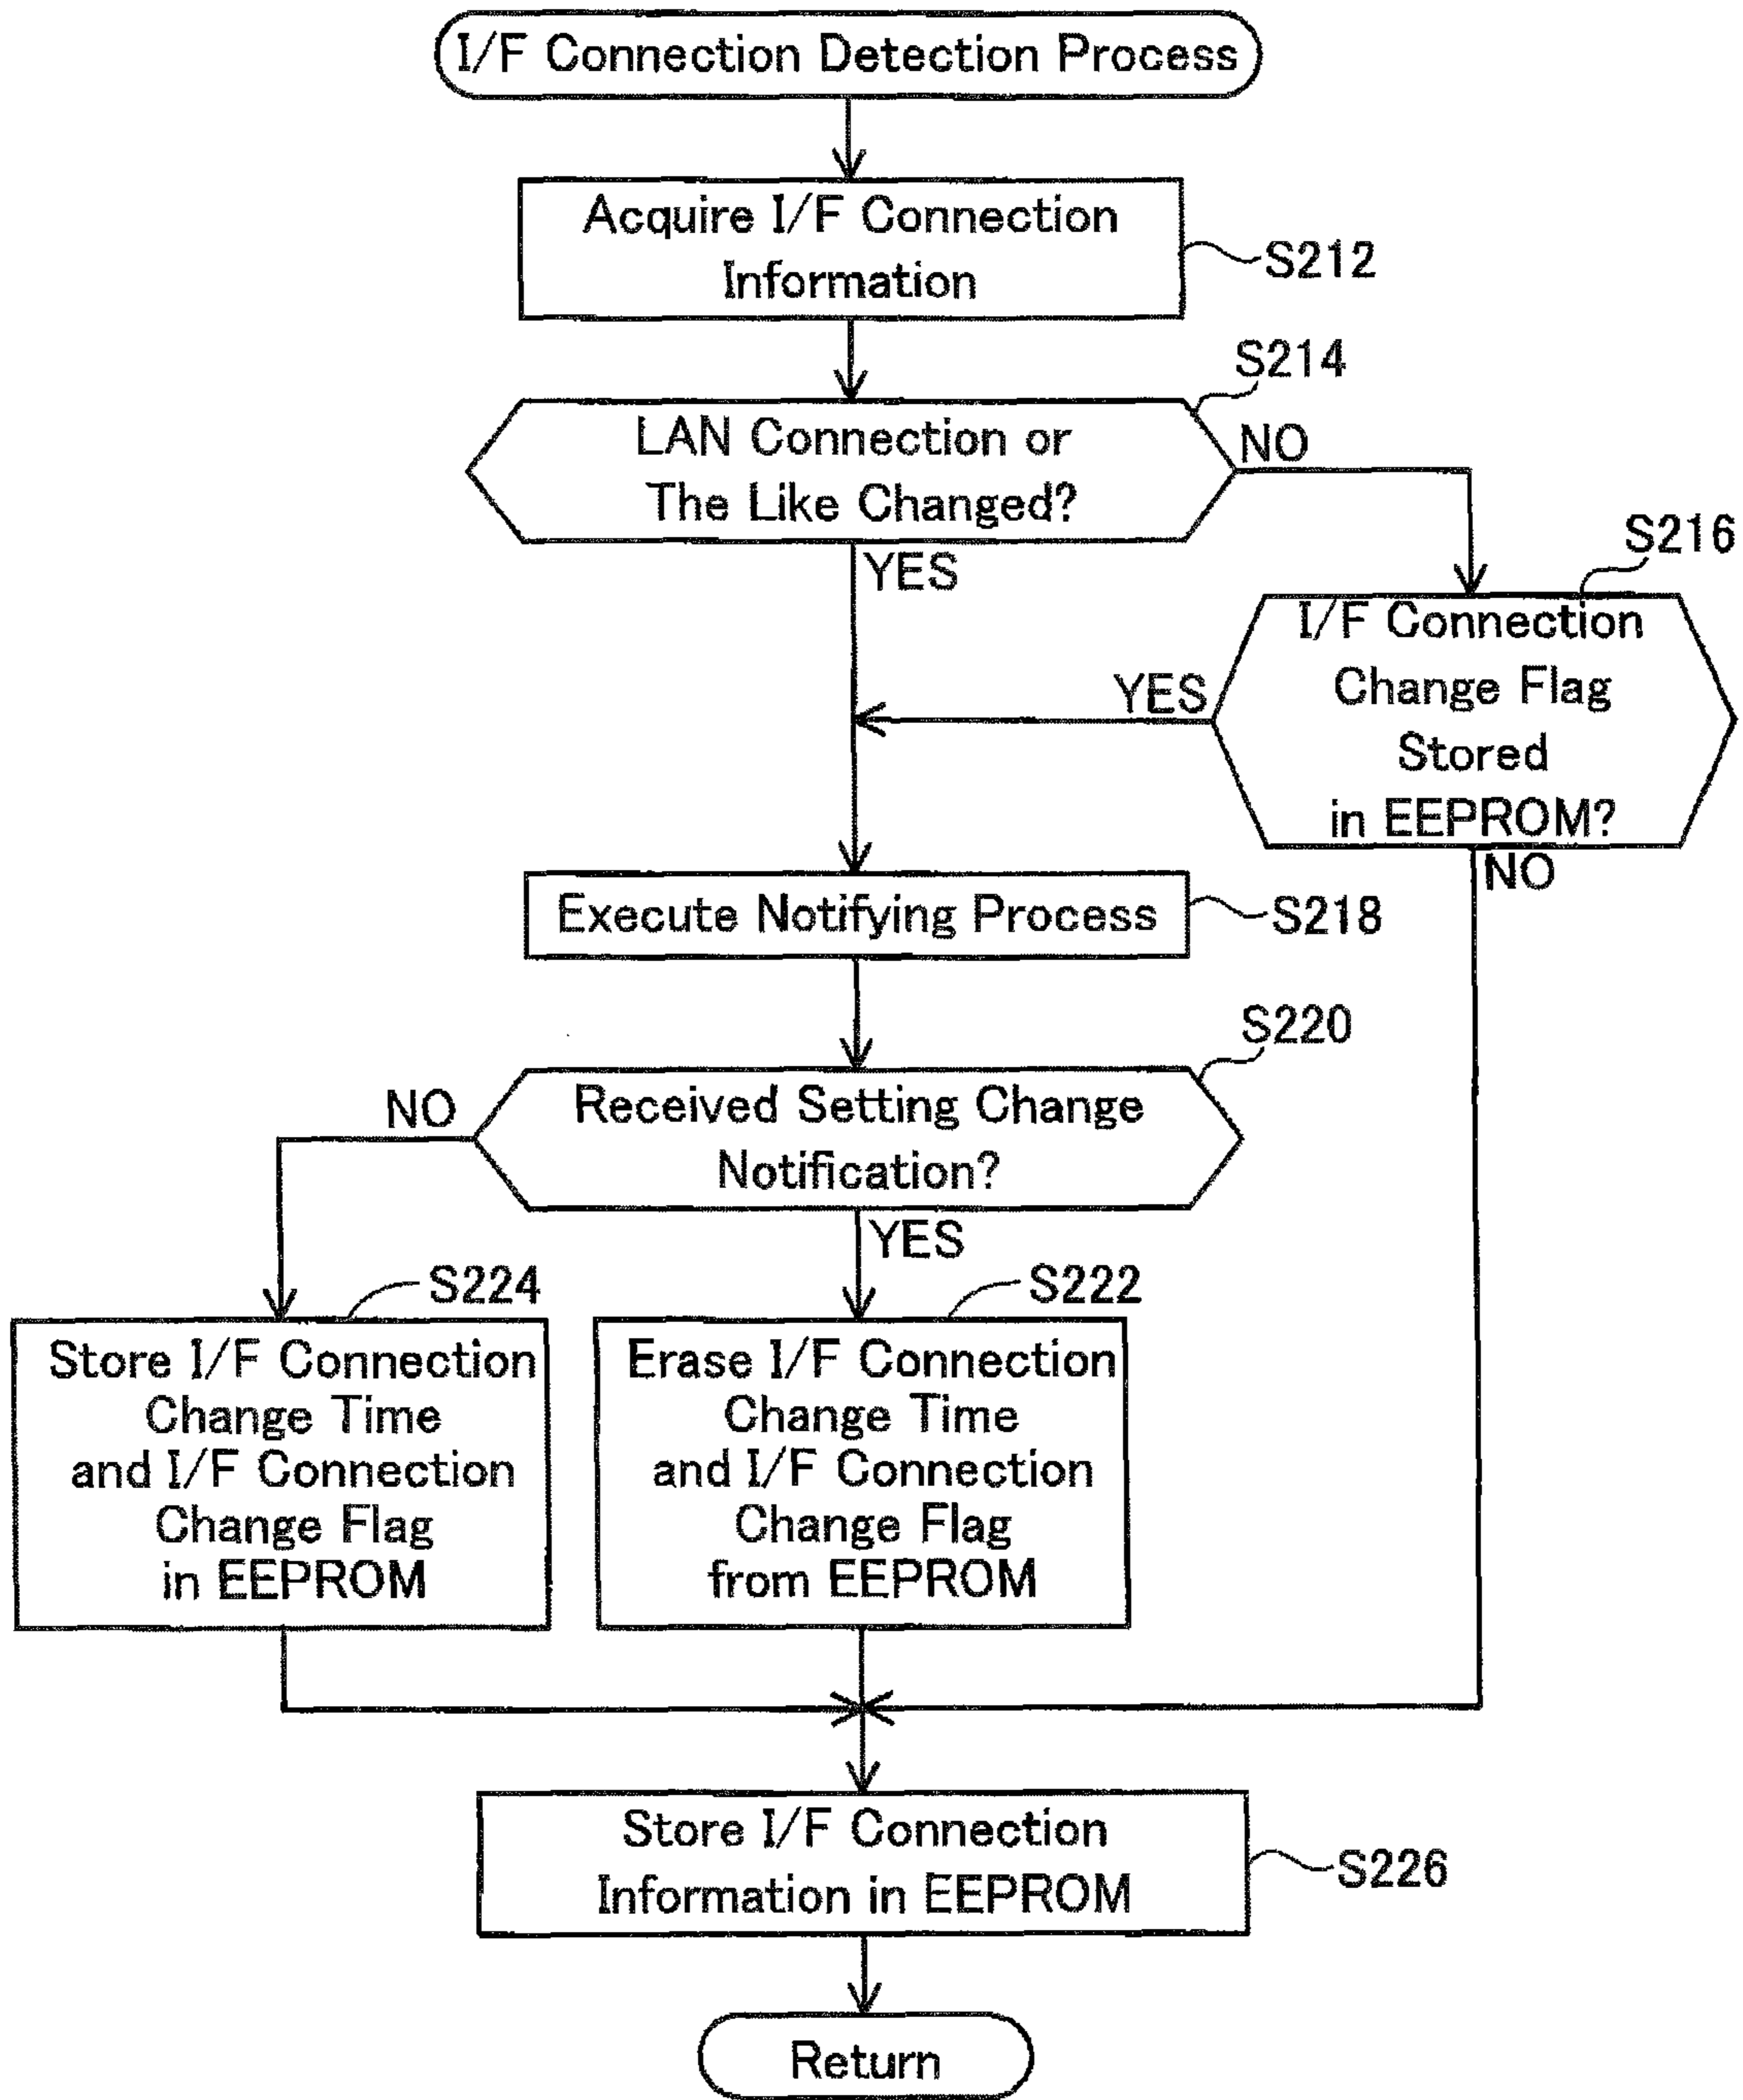 I/F Connection Detection Process
Acquire I/F Connection
Information
S212
S214
LAN Connection or
The Like Changed?
NO
YES
S216
I/F Connection
Change Flag
Stored
in EEPROM?
YES
NO
Execute Notifying Process
S218
S220
Received Setting Change
Notification?
NO
YES
S224
Store I/F Connection
Change Time
and I/F Connection
Change Flag
in EEPROM
S222
Erase I/F Connection
Change Time
and I/F Connection
Change Flag
from EEPROM
Store I/F Connection
Information in EEPROM
S226
Return